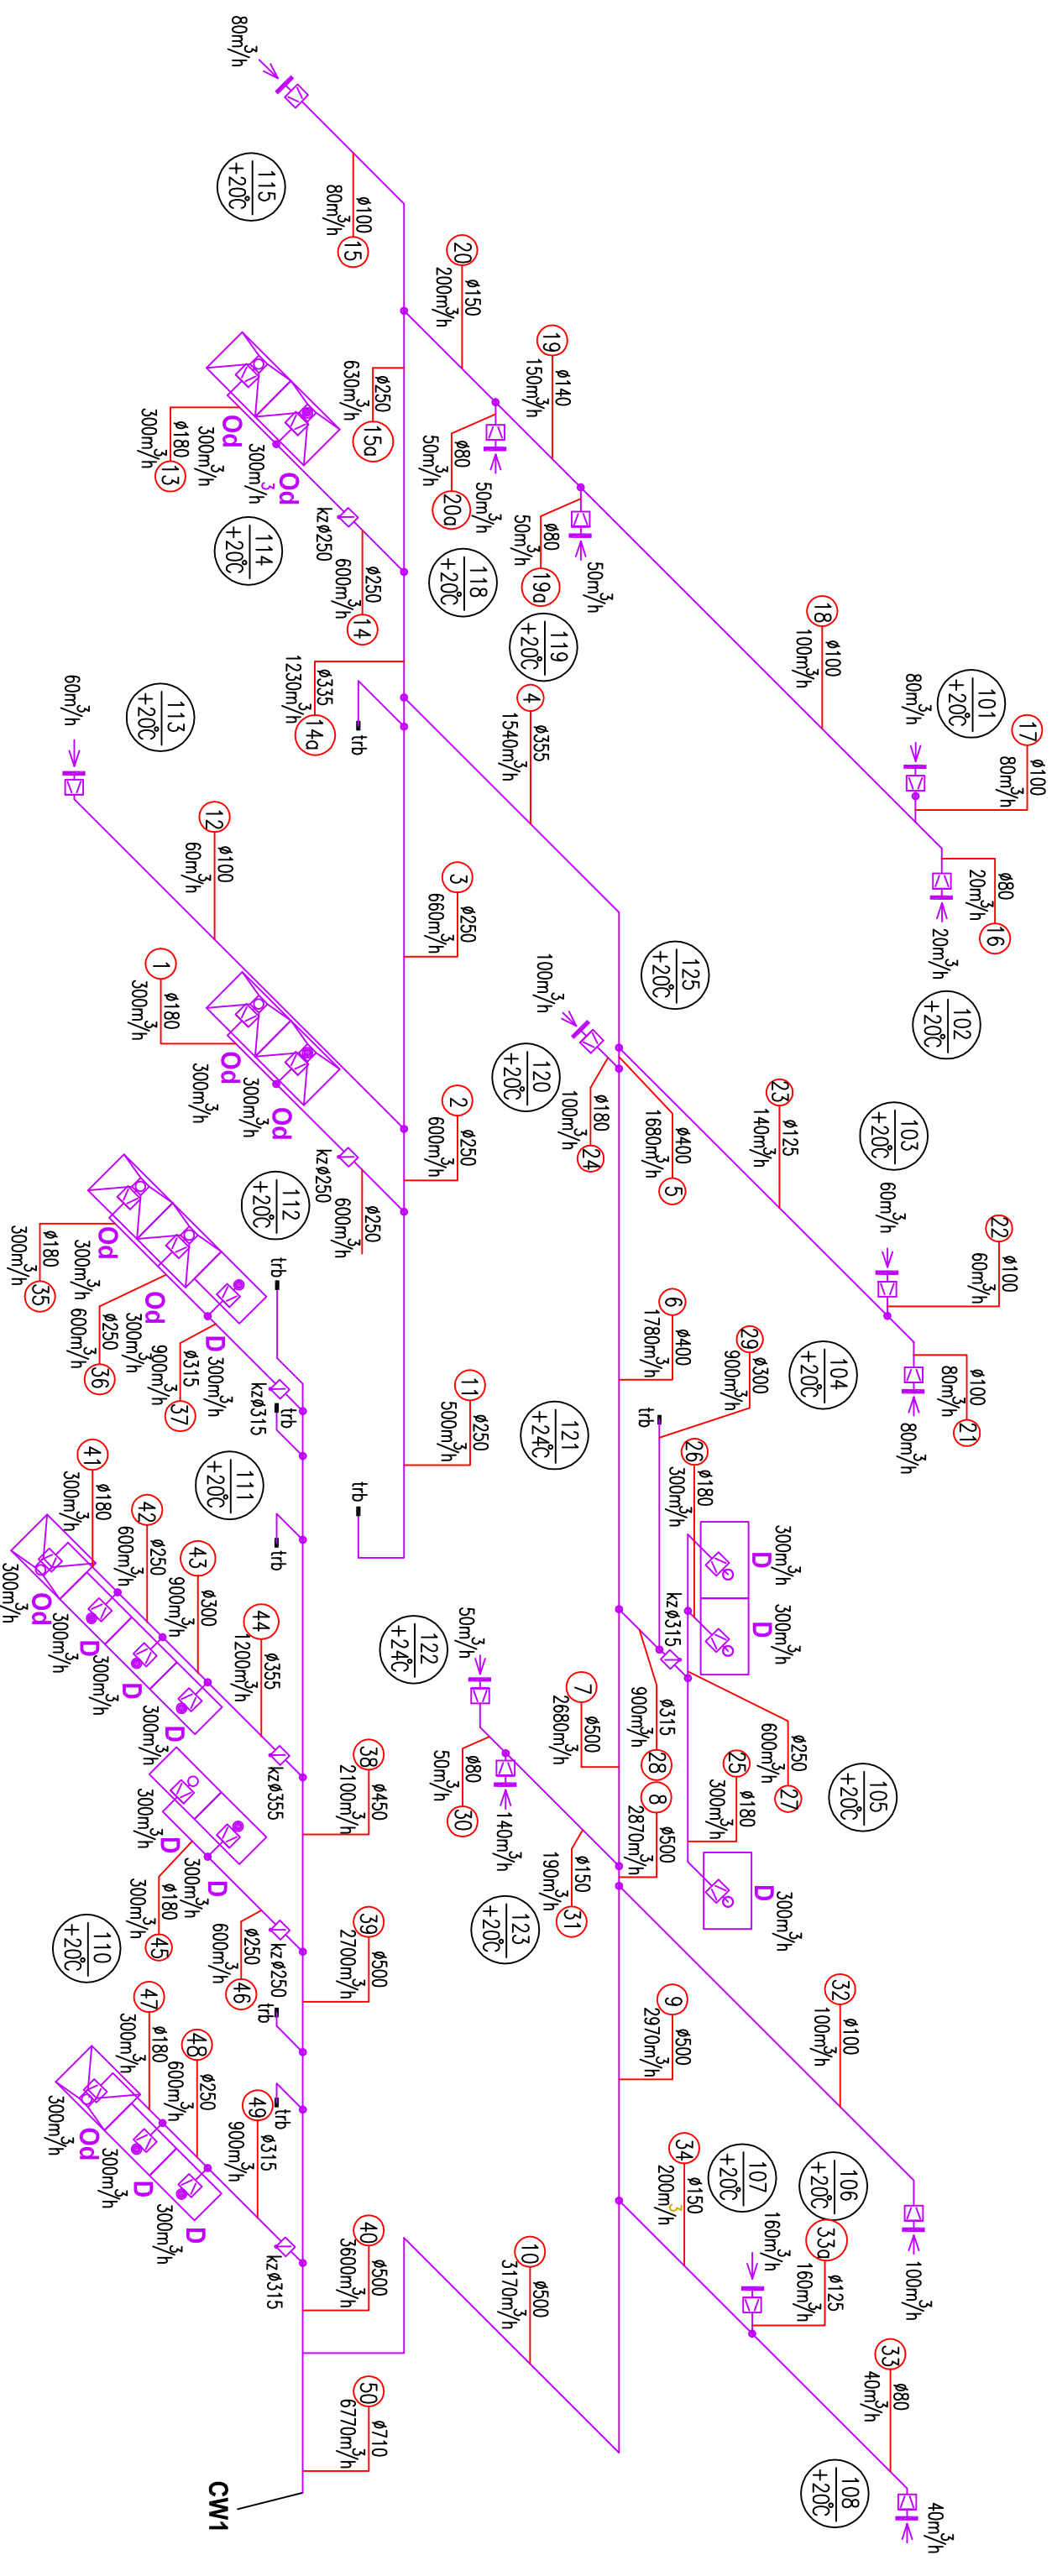 80m³/h
115
+20°C
ø100
80m³/h
15
20
ø150
200m³/h
19
ø140
150m³/h
ø250
630m³/h
15a
ø80
50m³/h
20a
50m³/h
ø80
50m³/h
19a
50m³/h
Od
300m³/h
Od
300m³/h
ø180
300m³/h
13
114
+20°C
kzø250
ø250
600m³/h
14
118
+20°C
119
+20°C
18
ø100
100m³/h
101
+20°C
80m³/h
17
ø100
80m³/h
ø80
20m³/h
16
20m³/h
102
+20°C
113
+20°C
60m³/h
ø335
1230m³/h
14a
trb
4
ø355
1540m³/h
12
ø100
60m³/h
3
ø250
660m³/h
1
ø180
300m³/h
Od
300m³/h
Od
300m³/h
kzø250
ø250
600m³/h
2
ø250
600m³/h
112
+20°C
125
+20°C
100m³/h
120
+20°C
ø180
100m³/h
24
ø400
1680m³/h
5
23
ø125
140m³/h
103
+20°C
60m³/h
22
ø100
60m³/h
ø100
80m³/h
21
80m³/h
ø180
300m³/h
35
Od
300m³/h
Od
300m³/h
ø250
600m³/h
36
D
300m³/h
ø315
900m³/h
37
kzø315
trb
trb
11
ø250
500m³/h
trb
6
ø400
1780m³/h
121
+24°C
29
ø300
900m³/h
104
+20°C
trb
26
ø180
300m³/h
D
300m³/h
D
300m³/h
kzø315
111
+20°C
trb
41
ø180
300m³/h
42
ø250
600m³/h
43
ø300
900m³/h
44
ø355
1200m³/h
300m³/h
Od
300m³/h
D
300m³/h
D
300m³/h
D
kzø355
122
+24°C
50m³/h
ø80
50m³/h
30
140m³/h
7
ø500
2680m³/h
ø315
900m³/h
28
8
ø500
2870m³/h
ø250
600m³/h
27
25
ø180
300m³/h
105
+20°C
D
300m³/h
38
ø450
2100m³/h
300m³/h
D
300m³/h
D
ø180
300m³/h
45
ø250
600m³/h
46
kzø250
39
ø500
2700m³/h
ø150
190m³/h
31
123
+20°C
110
+20°C
trb
trb
47
ø180
300m³/h
48
ø250
600m³/h
49
ø315
900m³/h
300m³/h
Od
300m³/h
D
300m³/h
D
kzø315
9
ø500
2970m³/h
32
ø100
100m³/h
100m³/h
34
ø150
200m³/h
107
+20°C
106
+20°C
160m³/h
33a
ø125
160m³/h
40
ø500
3600m³/h
10
ø500
3170m³/h
33
ø80
40m³/h
108
+20°C
40m³/h
50
ø710
6770m³/h
CW1